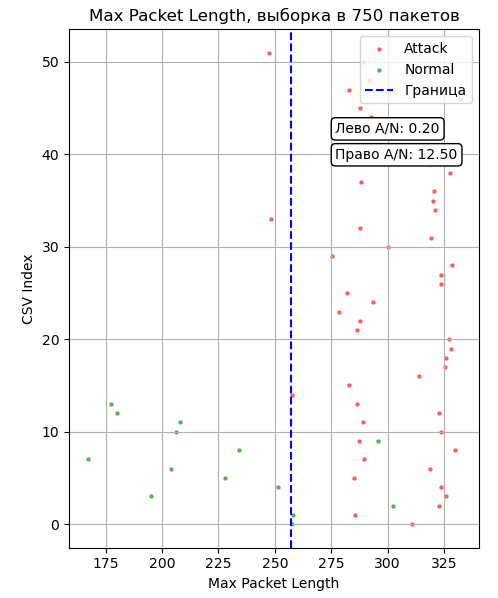 Max Packet Length, выборка в 750 пакетов
Attack
Normal
Граница
Лево A/N: 0.20
Право A/N: 12.50
CSV Index
50
40
30
20
10
0
175
200
225
250
275
300
325
Max Packet Length